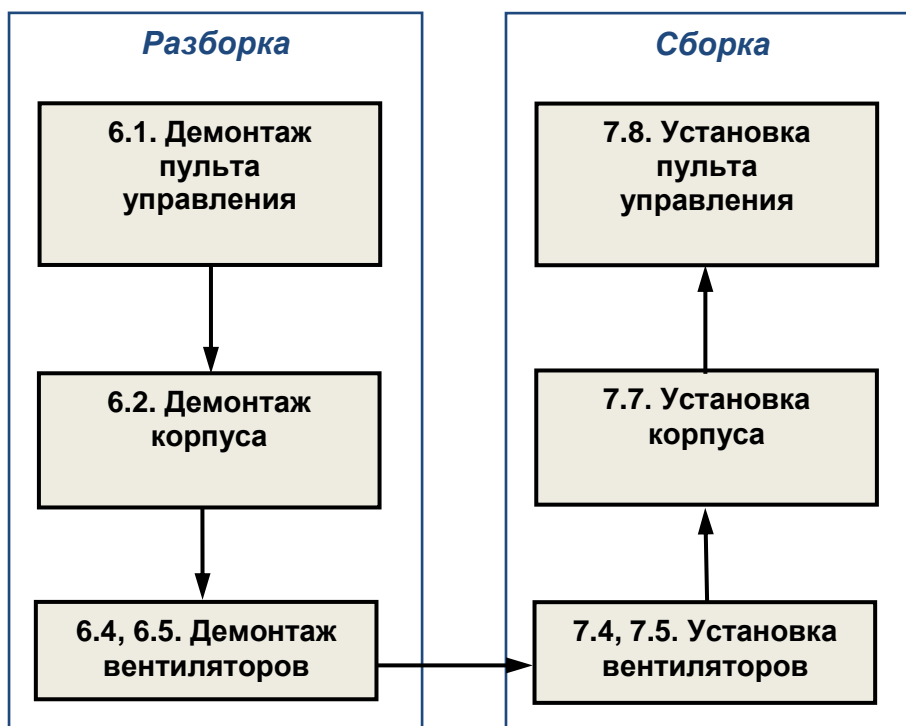 Разборка
6.1. Демонтаж
пульта
управления
6.2. Демонтаж
корпуса
6.4, 6.5. Демонтаж
вентиляторов
Сборка
7.8. Установка
пульта
управления
7.7. Установка
корпуса
7.4, 7.5. Установка
вентиляторов